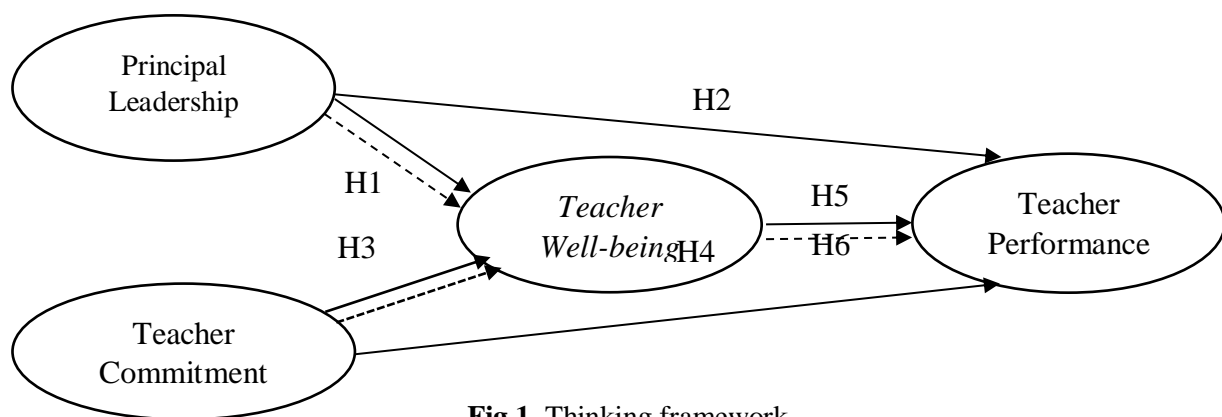 Principal
Leadership
H2
H1
Teacher
Well-being
H4
H5
H6
Teacher
Performance
H3
Teacher
Commitment
Fig 1. Thinking framework